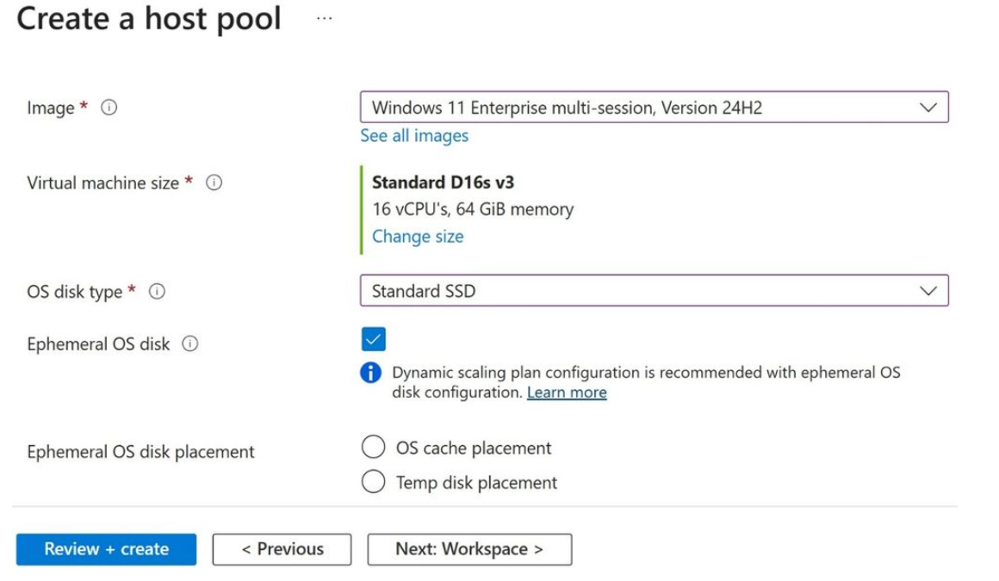 Create a host pool ...
Image * Windows 11 Enterprise multi-session, Version 24H2
See all images
Virtual machine size * Standard D16s v3
16 vCPU's, 64 GiB memory
Change size
OS disk type * Standard SSD
Ephemeral OS disk
Dynamic scaling plan configuration is recommended with ephemeral OS
disk configuration. Learn more
Ephemeral OS disk placement
OS cache placement
Temp disk placement
Review + create
< Previous
Next: Workspace >